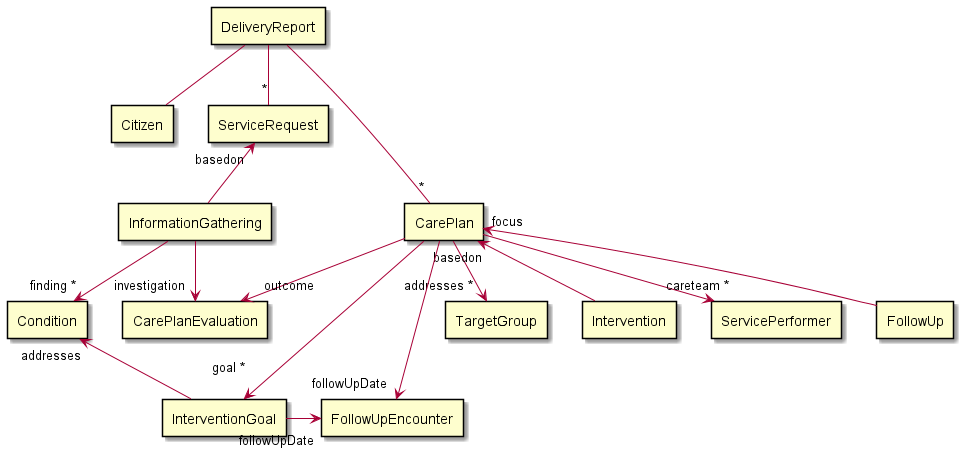 DeliveryReport
*
Citizen
ServiceRequest
basedon
*
InformationGathering
CarePlan
focus
basedon
finding *
investigation
outcome
addresses *
careteam *
Condition
CarePlanEvaluation
TargetGroup
Intervention
ServicePerformer
FollowUp
addresses
goal *
followUpDate
InterventionGoal
FollowUpEncounter
followUpDate